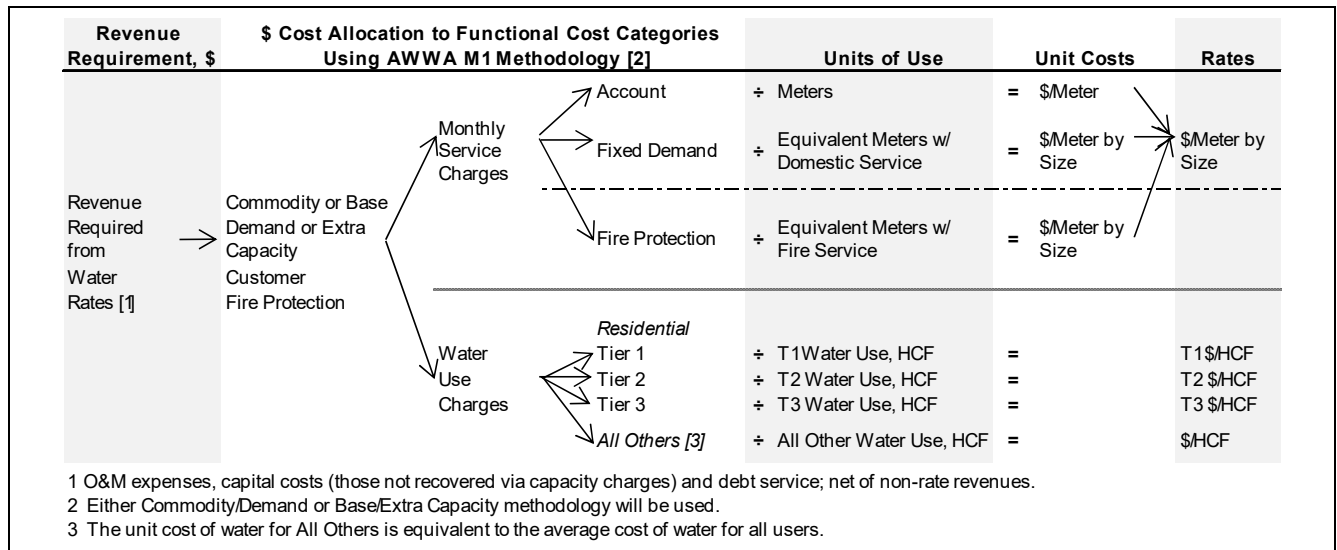 Revenue Requirement, $
$ Cost Allocation to Functional Cost Categories Using AWWA M1 Methodology [2]
Units of Use
Unit Costs
Rates
Revenue
Required
from
Water
Rates [1]
Commodity or Base
Demand or Extra
Capacity
Customer
Fire Protection
Monthly
Service
Charges
Account ÷ Meters = $/Meter
Fixed Demand ÷ Equivalent Meters w/ Domestic Service = $/Meter by Size
$/Meter by Size
Fire Protection ÷ Equivalent Meters w/ Fire Service = $/Meter by Size
Water
Use
Charges
Residential
Tier 1 ÷ T1 Water Use, HCF = T1 $/HCF
Tier 2 ÷ T2 Water Use, HCF = T2 $/HCF
Tier 3 ÷ T3 Water Use, HCF = T3 $/HCF
All Others [3] ÷ All Other Water Use, HCF = $/HCF
1 O&M expenses, capital costs (those not recovered via capacity charges) and debt service; net of non-rate revenues.
2 Either Commodity/Demand or Base/Extra Capacity methodology will be used.
3 The unit cost of water for All Others is equivalent to the average cost of water for all users.